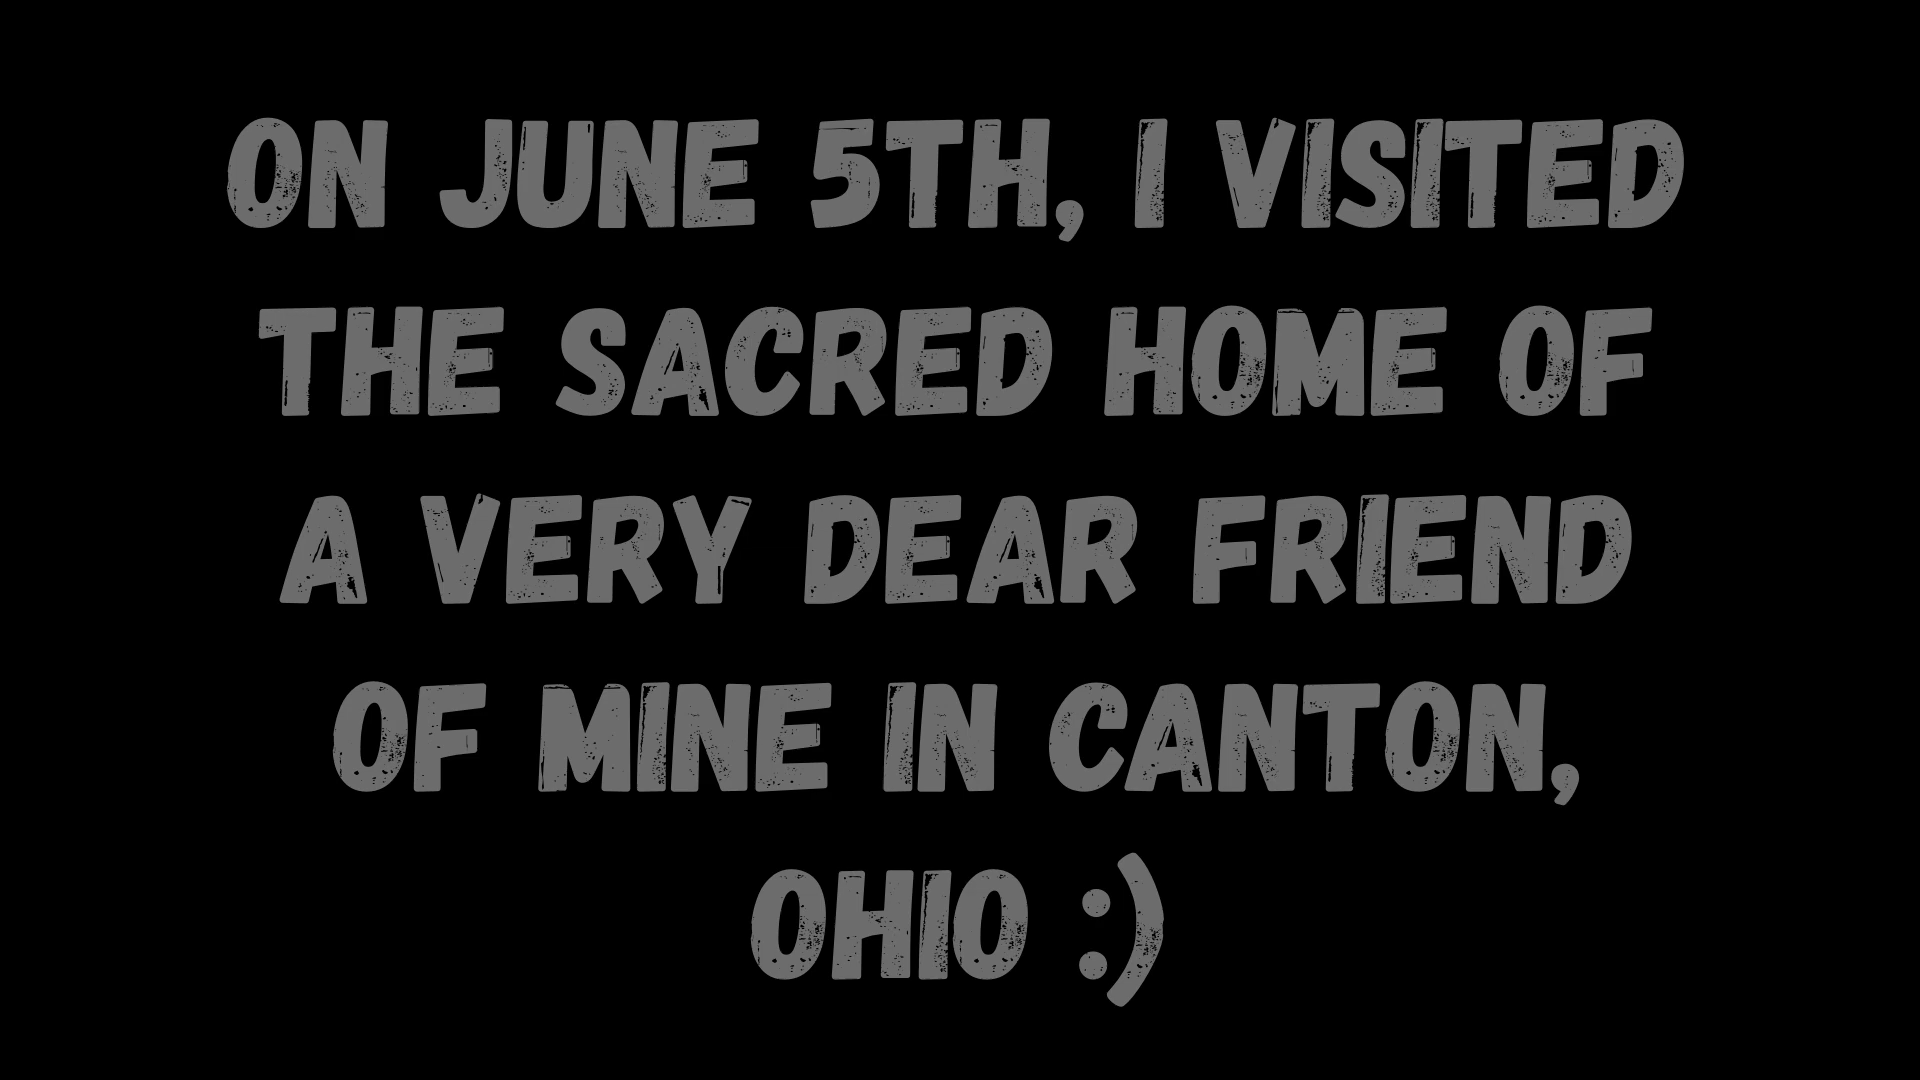 ON JUNE 5TH, I VISITED
THE SACRED HOME OF
A VERY DEAR FRIEND
OF MINE IN CANTON,
OHIO :)